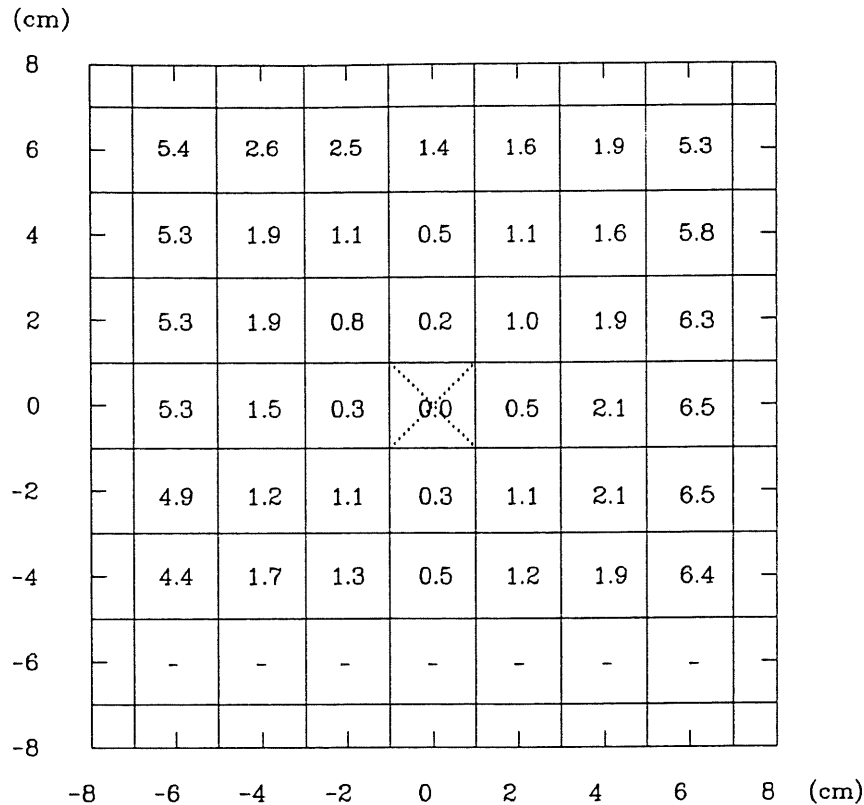 (cm)
8
6 5.4 2.6 2.5 1.4 1.6 1.9 5.3
4 5.3 1.9 1.1 0.5 1.1 1.6 5.8
2 5.3 1.9 0.8 0.2 1.0 1.9 6.3
0 5.3 1.5 0.3 0.0 0.5 2.1 6.5
-2 4.9 1.2 1.1 0.3 1.1 2.1 6.5
-4 4.4 1.7 1.3 0.5 1.2 1.9 6.4
-6 - - - - - - -
-8
-8 -6 -4 -2 0 2 4 6 8 (cm)